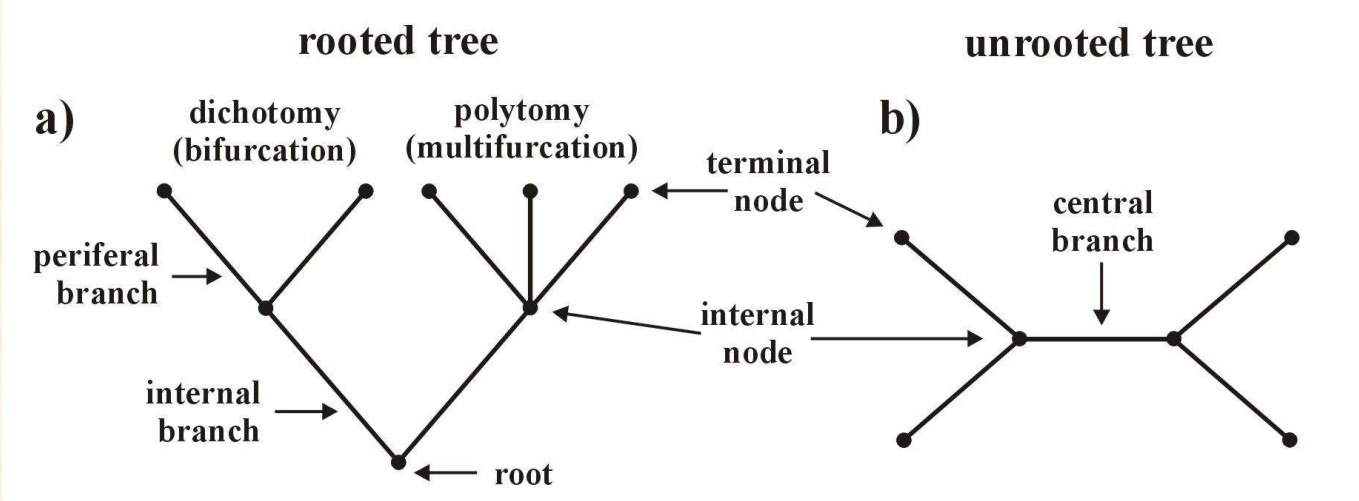 rooted tree
unrooted tree
a)
dichotomy
(bifurcation)
polytomy
(multifurcation)
b)
terminal
node
central
branch
periferal
branch
internal
node
internal
branch
root